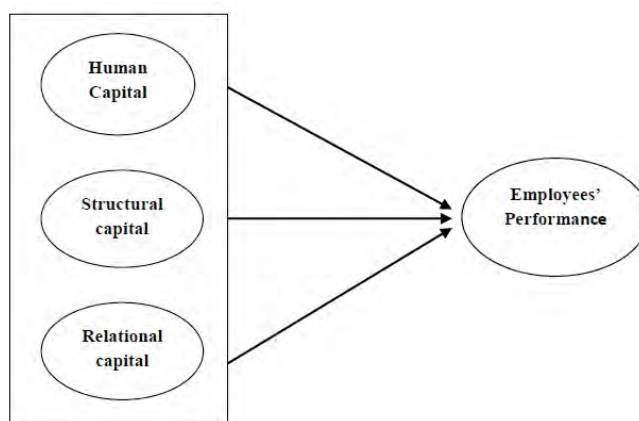 Human
Capital
Structural
capital
Relational
capital
Employees'
Performance